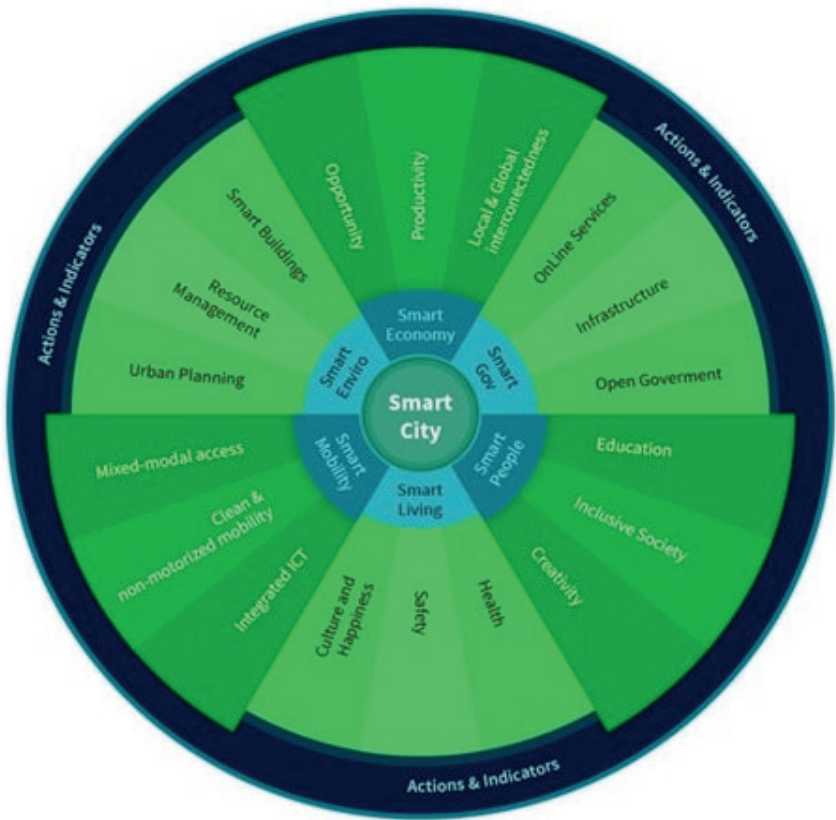 Actions & Indicators
Actions & Indicators
Actions & Indicators
Smart
City
Smart
Economy
Opportunity
Productivity
Local & Global
interconectedness
Smart
Gov
OnLine Services
Infrastructure
Open Goverment
Smart
People
Education
Inclusive Society
Creativity
Smart
Living
Health
Safety
Culture and
Happiness
Smart
Mobility
Integrated ICT
Clean &
non-motorized mobility
Mixed-modal access
Smart
Enviro
Urban Planning
Resource
Management
Smart Buildings